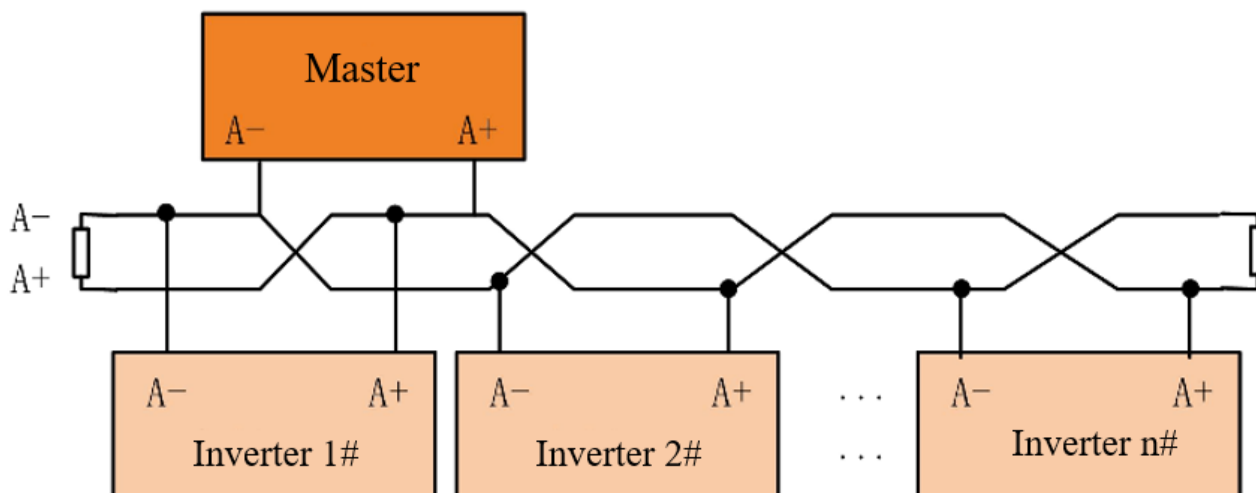 Master
A- A+
A-
A+
A- A+ A- A+ ... A- A+
Inverter 1# Inverter 2# ... Inverter n#